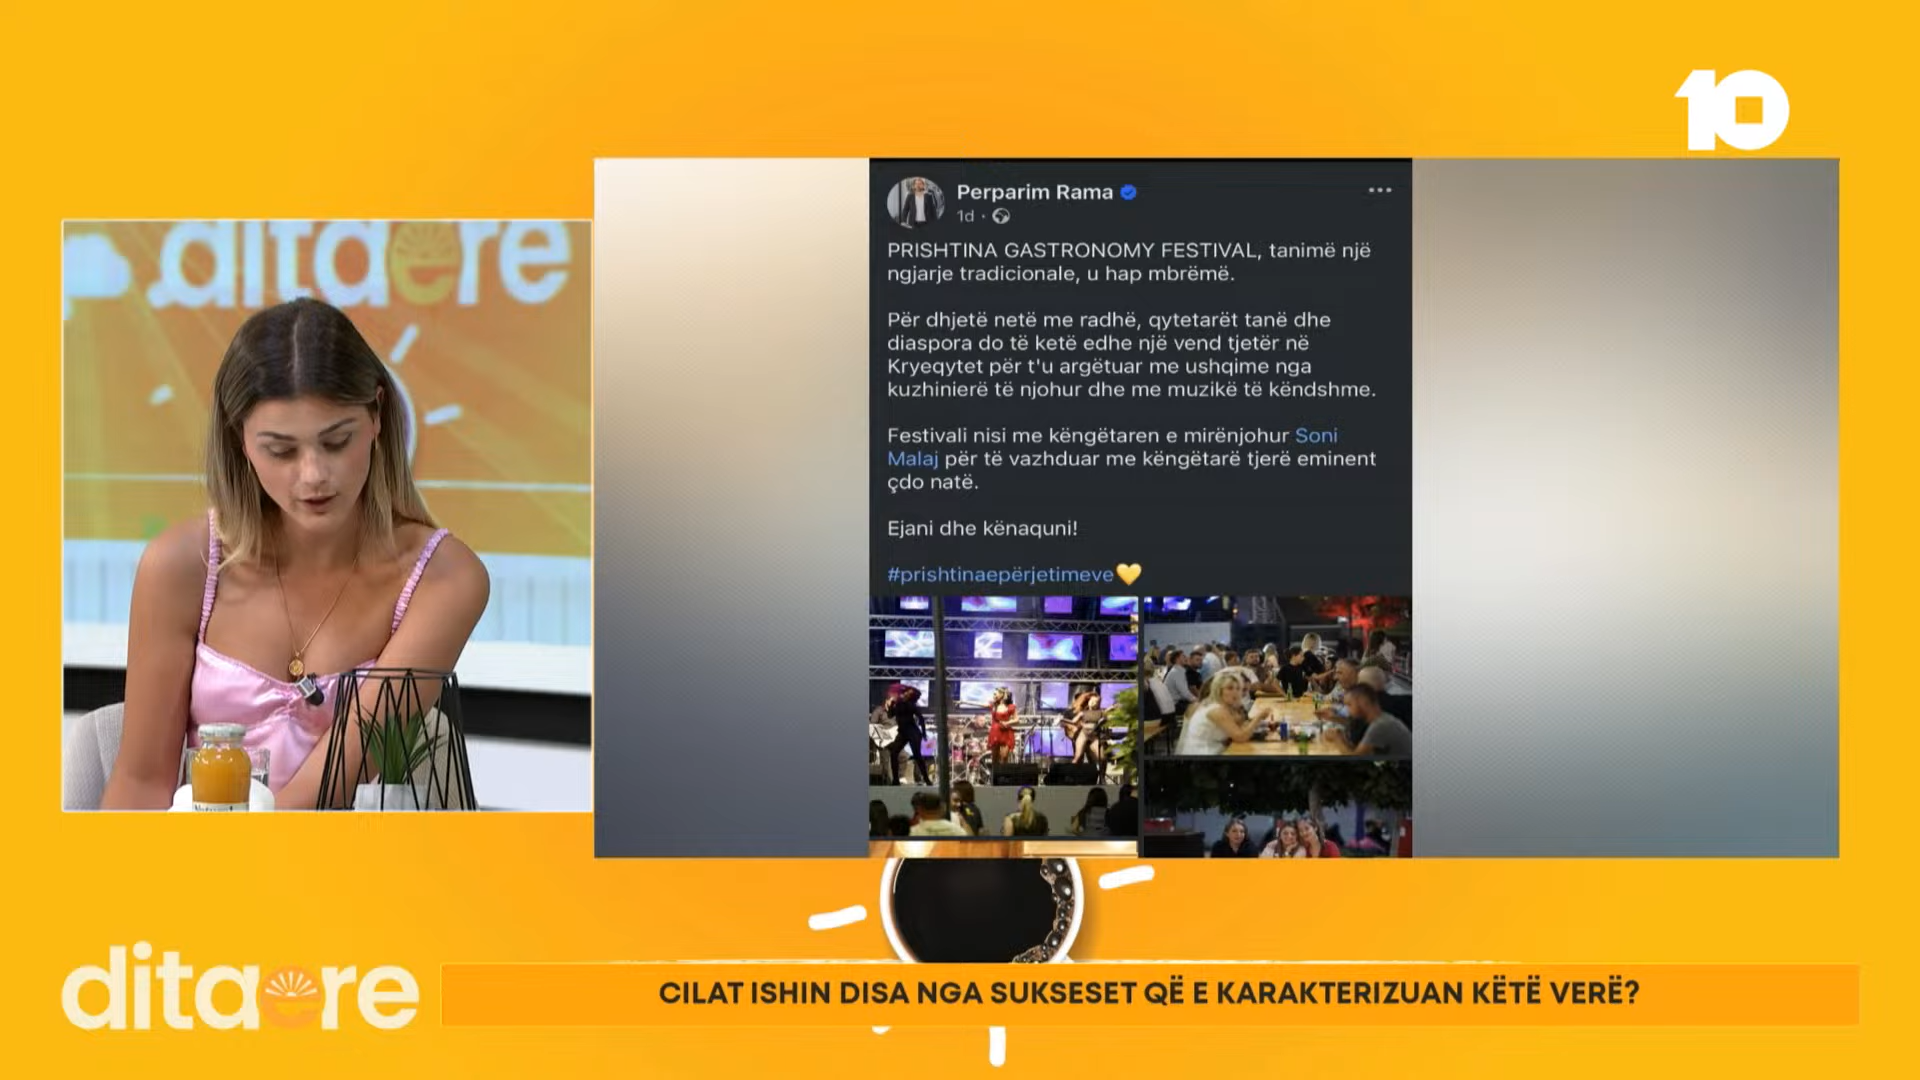 10
ditaere
Perparim Rama
1d
PRISHTINA GASTRONOMY FESTIVAL, tanimë një
ngjarje tradicionale, u hap mbrëmë.
Për dhjetë netë me radhë, qytetarët tanë dhe
diaspora do të ketë edhe një vend tjetër në
Kryeqytet për t'u argëtuar me ushqime nga
kuzhinierë të njohur dhe me muzikë të këndshme.
Festivali nisi me këngëtaren e mirënjohur Soni
Malaj për të vazhduar me këngëtarë tjerë eminent
çdo natë.
Ejani dhe kënaquni!
#prishtinaepërjetimeve💛
ditaere
CILAT ISHIN DISA NGA SUKSESET QË E KARAKTERIZUAN KËTË VERË?